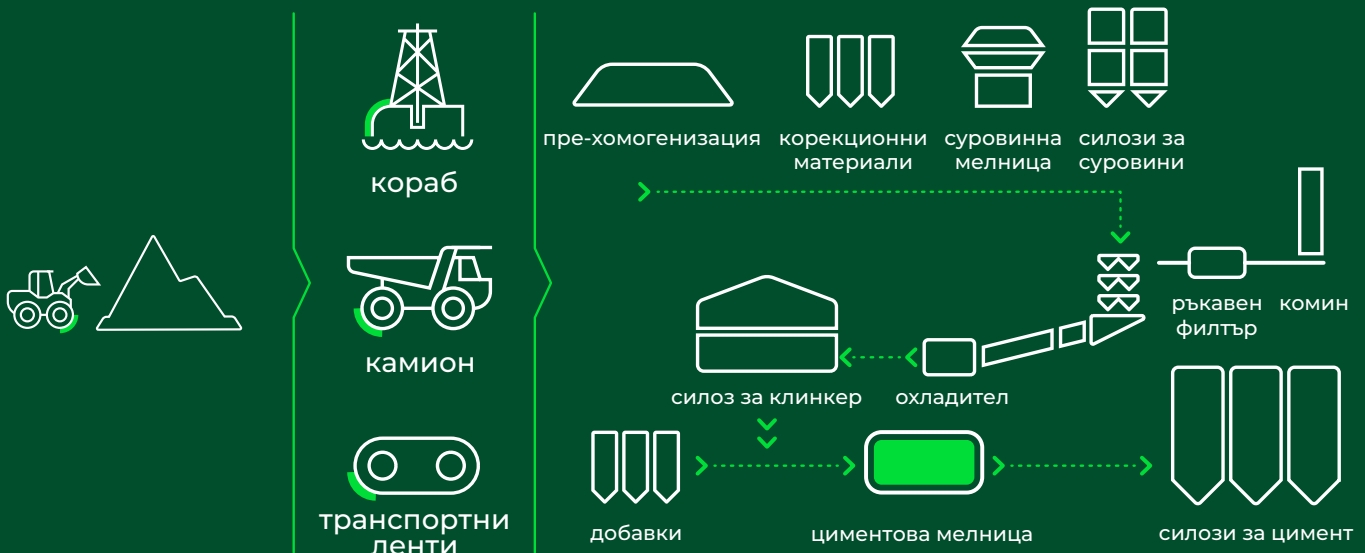 кораб
камион
транспортни
ленти
пре-хомогенизация
корекционни
материали
суровинна
мелница
силози за
суровини
ръкавен
филтър
комин
силоз за клинкер
охладител
добавки
циментова мелница
силози за цимент